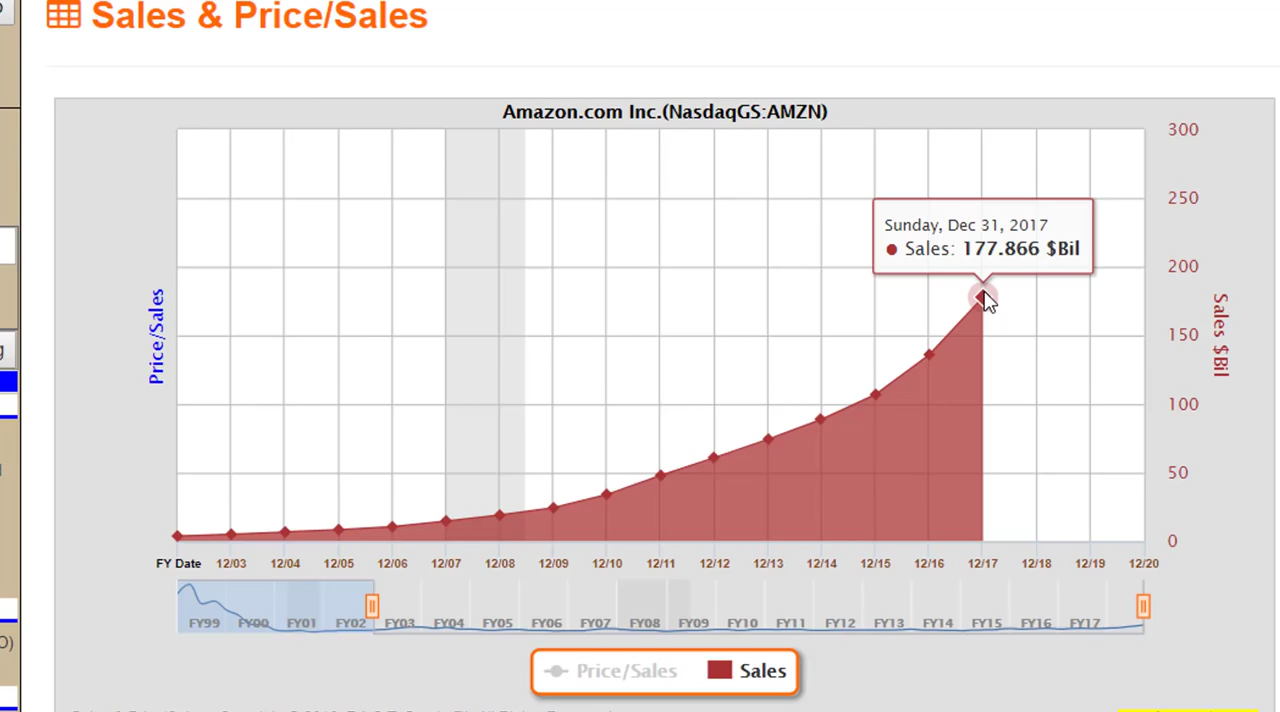 Sales & Price/Sales
Amazon.com Inc.(NasdaqGS:AMZN)
300
250
Sunday, Dec 31, 2017
Sales: 177.866 $Bil
200
Price/Sales
Sales $Bil
150
100
50
0
FY Date 12/03 12/04 12/05 12/06 12/07 12/08 12/09 12/10 12/11 12/12 12/13 12/14 12/15 12/16 12/17 12/18 12/19 12/20
FY99 FY00 FY01 FY02 FY03 FY04 FY05 FY06 FY07 FY08 FY09 FY10 FY11 FY12 FY13 FY14 FY15 FY16 FY17
Price/Sales Sales